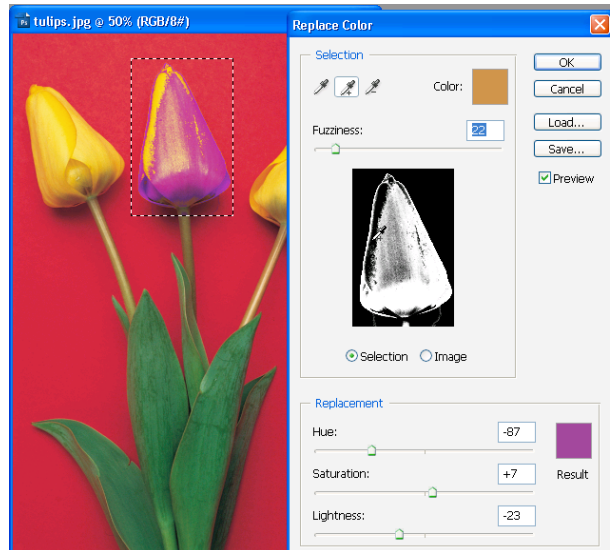 tulips.jpg @ 50% (RGB/8#)
Replace Color
Selection
Color:
Fuzziness:
22
Selection
Image
OK
Cancel
Load...
Save...
Preview
Replacement
Hue:
-87
Saturation:
+7
Result
Lightness:
-23